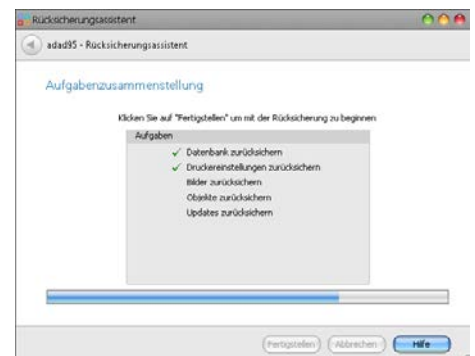 Rücksicherungsassistent
adad95 - Rücksicherungsassistent
Aufgabenzusammenstellung
Klicken Sie auf "Fertigstellen" um mit der Rücksicherung zu beginnen
Aufgaben
✓ Datenbank zurücksichern
✓ Druckereinstellungen zurücksichern
Bilder zurücksichern
Objekte zurücksichern
Updates zurücksichern
Fertigstellen Abbrechen Hilfe